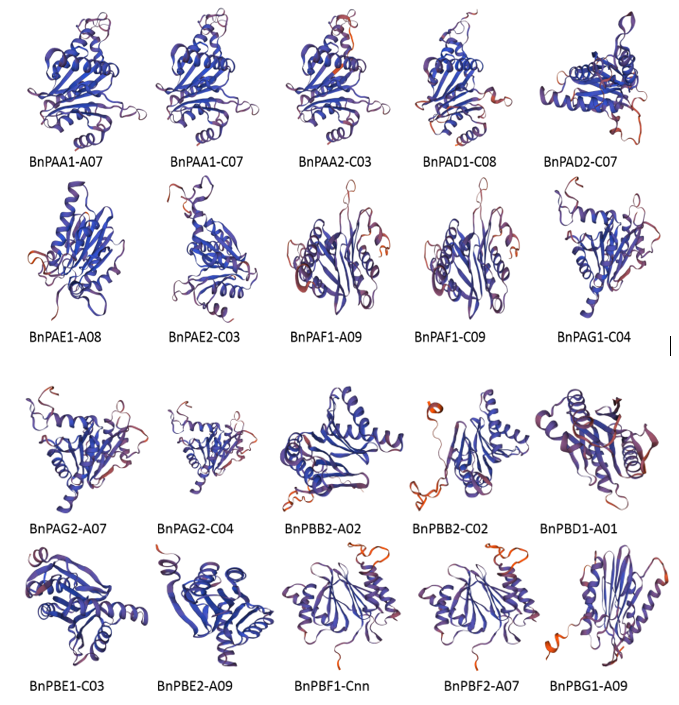 BnPAA1-A07 BnPAA1-C07 BnPAA2-C03 BnPAD1-C08 BnPAD2-C07
BnPAE1-A08 BnPAE2-C03 BnPAF1-A09 BnPAF1-C09 BnPAG1-C04
BnPAG2-A07 BnPAG2-C04 BnPBB2-A02 BnPBB2-C02 BnPBD1-A01
BnPBE1-C03 BnPBE2-A09 BnPBF1-Cnn BnPBF2-A07 BnPBG1-A09